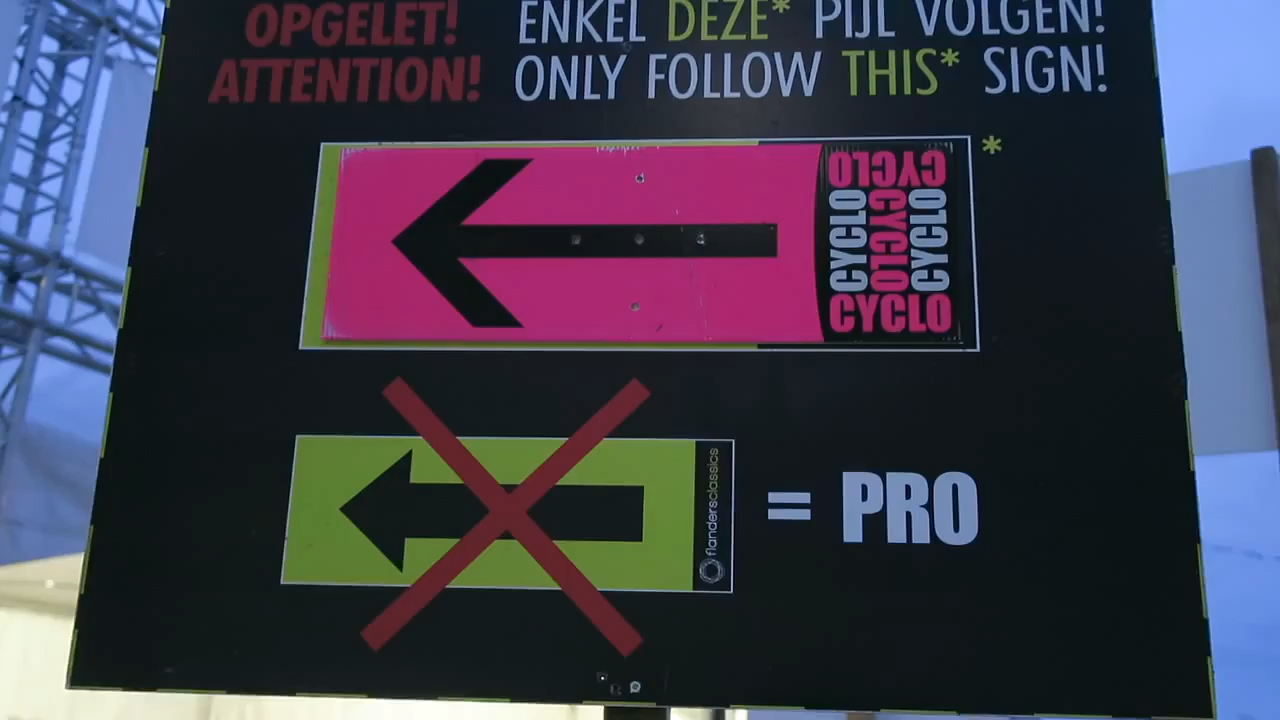 OPGELET! ENKEL DEZE* PIJL VOLGEN!
ATTENTION! ONLY FOLLOW THIS* SIGN!
*
CYCLO
CYCLO CYCLO CYCLO
CYCLO
flandersclassics
= PRO